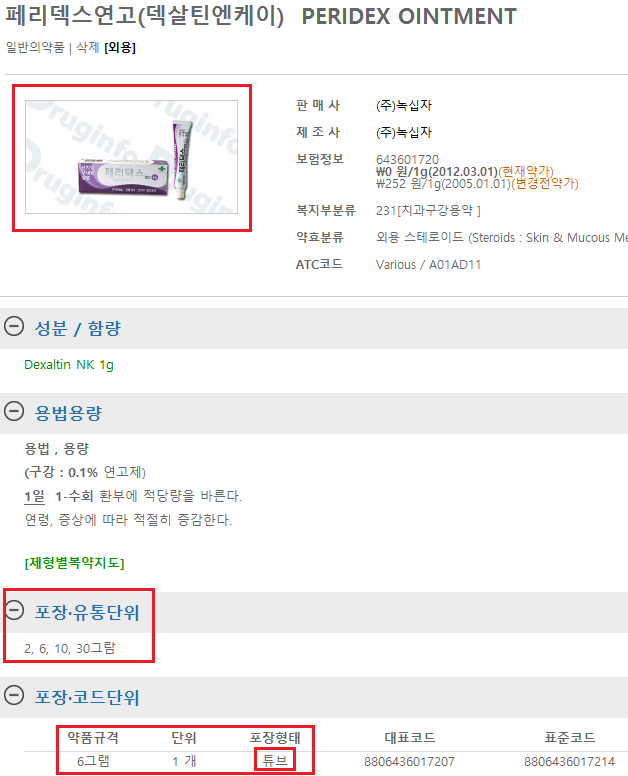 페리덱스연고(덱살틴엔케이) PERIDEX OINTMENT
일반의약품 | 삭제 [외용]
Druginfo
페리덱스
판 매 사 (주)녹십자
제 조 사 (주)녹십자
보험정보 643601720
₩0 원/1g(2012.03.01)(현재약가)
₩252 원/1g(2005.01.01)(변경전약가)
복지부분류 231[치과구강용약 ]
약효분류 외용 스테로이드 (Steroids : Skin & Mucous Me
ATC코드 Various / A01AD11
성분 / 함량
Dexaltin NK 1g
용법용량
용법 , 용량
(구강 : 0.1% 연고제)
1일 1-수회 환부에 적당량을 바른다.
연령, 증상에 따라 적절히 증감한다.
[제형별복약지도]
포장·유통단위
2, 6, 10, 30그람
포장·코드단위
약품규격 단위 포장형태 대표코드 표준코드
6그램 1 개 튜브 8806436017207 8806436017214